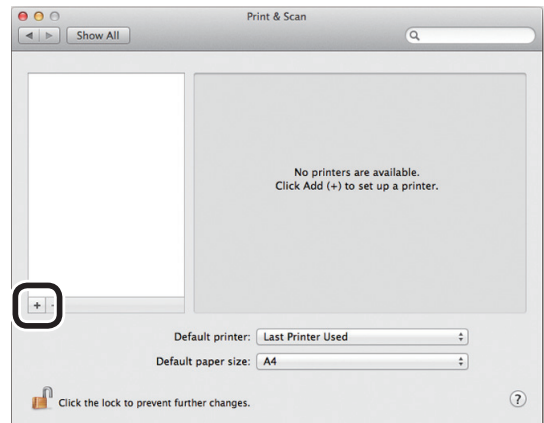 Print & Scan
Show All
No printers are available.
Click Add (+) to set up a printer.
+
Default printer: Last Printer Used
Default paper size: A4
Click the lock to prevent further changes.
?